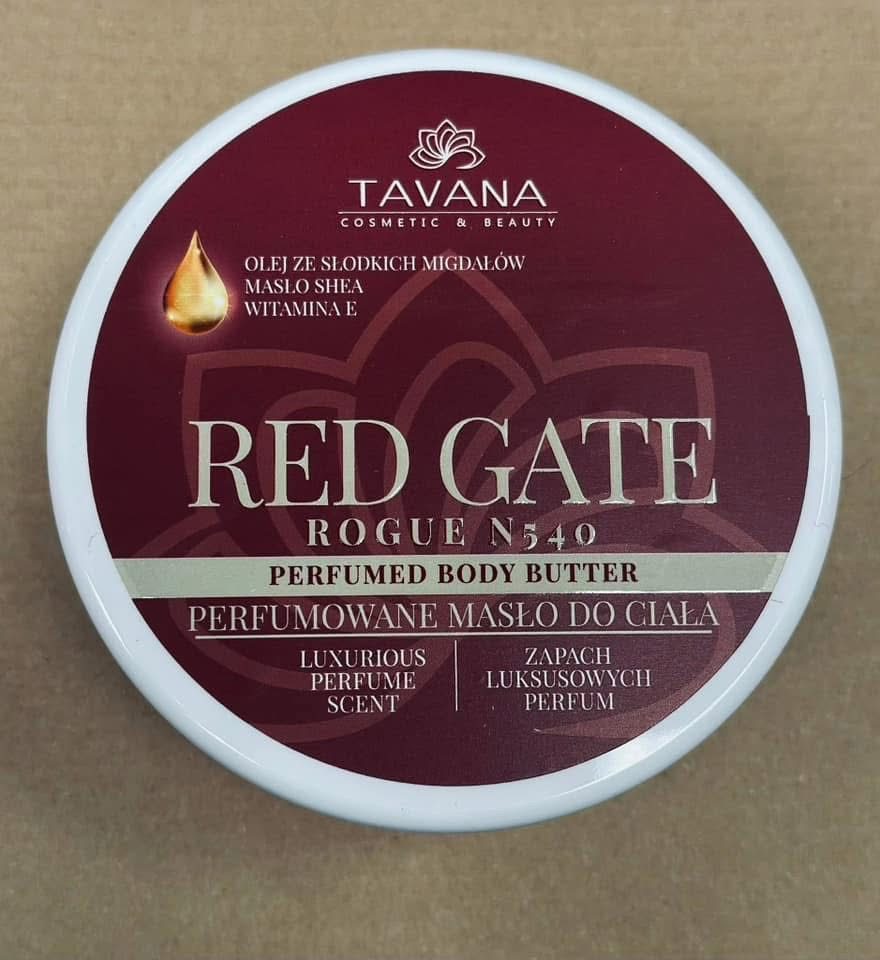 TAVANA
COSMETIC & BEAUTY
OLEJ ZE SŁODKICH MIGDAŁÓW
MASŁO SHEA
WITAMINA E
RED GATE
ROGUE N540
PERFUMED BODY BUTTER
PERFUMOWANE MASŁO DO CIAŁA
LUXURIOUS
PERFUME
SCENT
ZAPACH
LUKSUSOWYCH
PERFUM